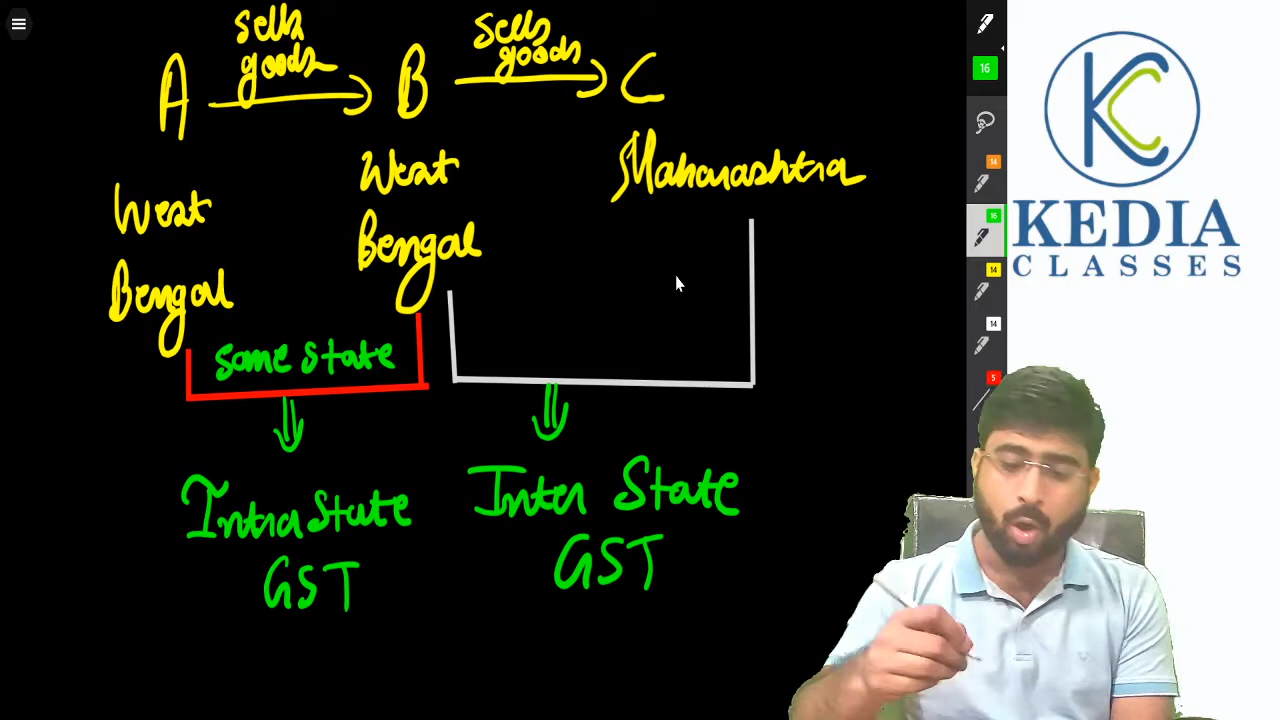 sells
goods
sells
goods
A
B
C
West
Bengal
West
Bengal
Maharashtra
same state
Intra State
GST
Inter State
GST
16
14
16
14
14
5
KC
KEDIA
CLASSES